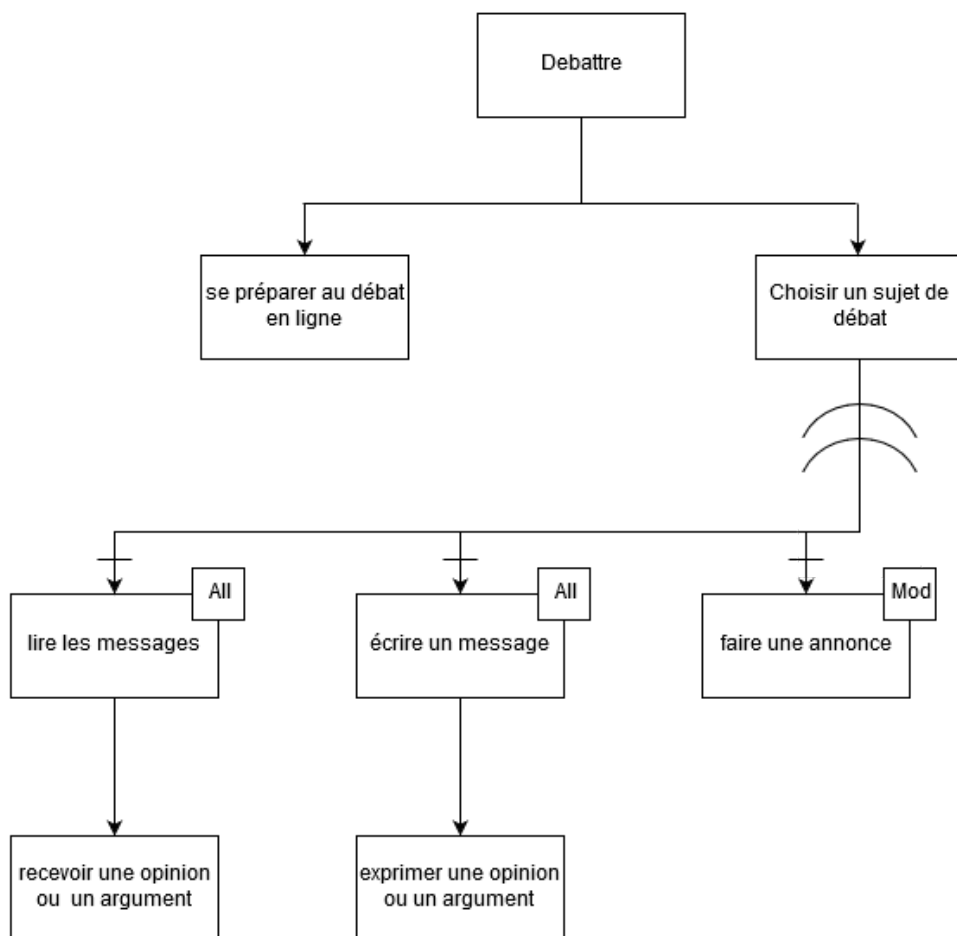 Debattre
se préparer au débat
en ligne
Choisir un sujet de
débat
All
lire les messages
All
écrire un message
Mod
faire une annonce
recevoir une opinion
ou un argument
exprimer une opinion
ou un argument